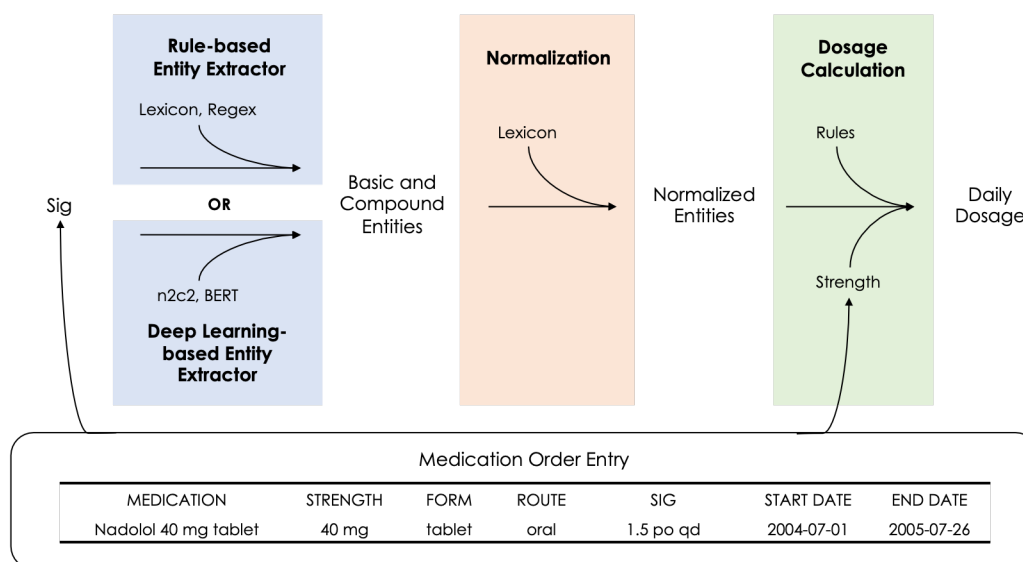 Rule-based
Entity Extractor
Lexicon, Regex
Sig
OR
n2c2, BERT
Deep Learning-
based Entity
Extractor
Basic and
Compound
Entities
Normalization
Lexicon
Normalized
Entities
Dosage
Calculation
Rules
Strength
Daily
Dosage
Medication Order Entry
MEDICATION STRENGTH FORM ROUTE SIG START DATE END DATE
Nadolol 40 mg tablet 40 mg tablet oral 1.5 po qd 2004-07-01 2005-07-26